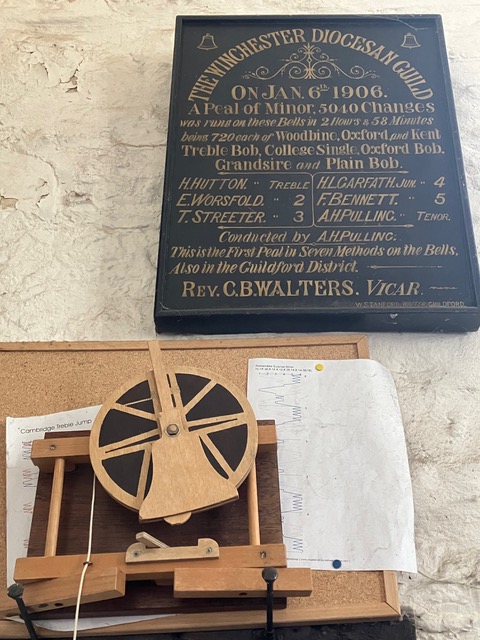 THE WINCHESTER DIOCESAN GUILD
ON JAN. 6th 1906.
A Peal of Minor, 5040 Changes
was rung on these Bells in 2 Hours & 58 Minutes
being 720 each of Woodbine, Oxford, and Kent
Treble Bob, College Single, Oxford Bob,
Grandsire and Plain Bob.
H.HUTTON. " TREBLE H.L.GARFATH, JUN. " 4
E.WORSFOLD. " 2 F.BENNETT. " 5
T.STREETER. " 3 A.H.PULLING. " TENOR.
Conducted by A.H.PULLING.
This is the First Peal in Seven Methods on the Bells,
Also in the Guildford District.
REV. C.B.WALTERS. VICAR.
W.STANFORD, GUILDFORD.
Cambridge Treble Jump